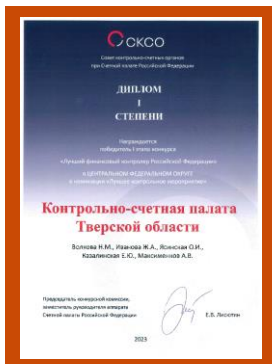 СКСО
Совет контрольно-счетных органов
при Счетной палате Российской Федерации
ДИПЛОМ
I
СТЕПЕНИ
Награждается
победитель I этапа конкурса
«Лучший финансовый контролер Российской Федерации»
в ЦЕНТРАЛЬНОМ ФЕДЕРАЛЬНОМ ОКРУГЕ
в номинации «Лучшее контрольное мероприятие»
Контрольно-счетная палата
Тверской области
Волкова Н.М., Иванова Ж.А., Ясинская О.И.,
Казалинская Е.Ю., Максименков А.В.
Председатель конкурсной комиссии,
заместитель руководителя аппарата
Счетной палаты Российской Федерации
Е.В. Лисютин
2023